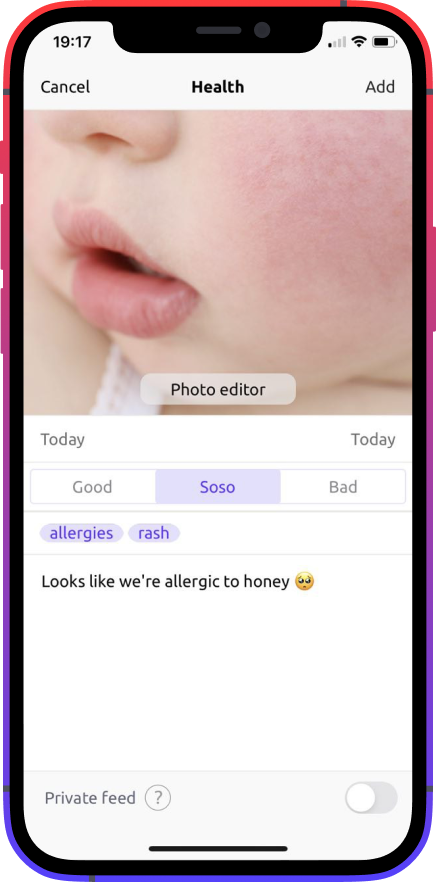 19:17
Cancel Health Add
Photo editor
Today Today
Good Soso Bad
allergies rash
Looks like we're allergic to honey 🥺
Private feed ?